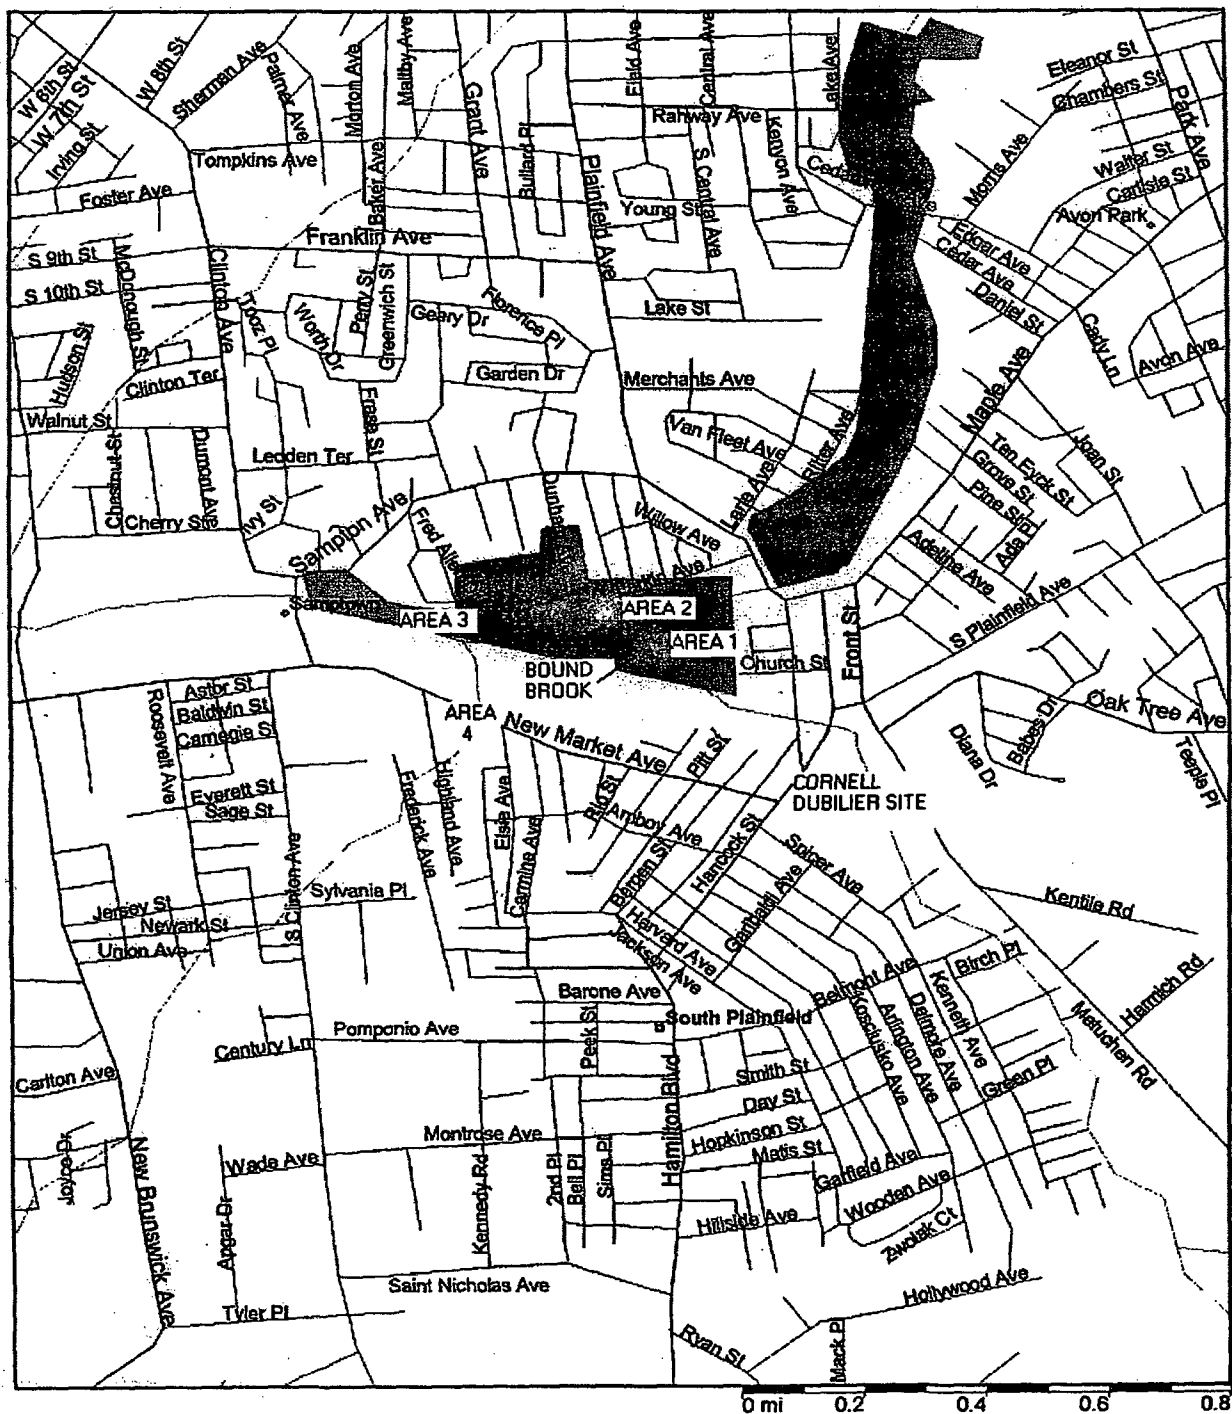 W 6th St
W 7th St
Irving St
W 8th St
Sherman Ave
Palmer Ave
Morton Ave
Maltby Ave
Grant Ave
Bullard Pl
Plainfield Ave
Field Ave
Central Ave
Lake Ave
Eleanor St
Chambers St
Park Ave
Rahway Ave
Kenyon Ave
S Central Ave
Morris Ave
Walter St
Carlisle St
Avon Park
Tompkins Ave
Baker Ave
Foster Ave
Young St
Franklin Ave
Edgar Ave
Cedar Ave
Daniel St
S 9th St
S 10th St
McDonough St
Clinton Ave
Tooz Pl
Worth Dr
Perry St
Greenwich St
Geary Dr
Florence Pl
Lake St
Cady Ln
Avon Ave
Hudson St
Clinton Ter
Garden Dr
Merchants Ave
Maple Ave
Walnut St
Van Fleet Ave
Ritter Ave
Lane Ave
Joan St
Ten Eyck St
Grove St
Pine St
Ada Pl
Ledden Ter
Chestnut St
Dumont Ave
Cherry St
Ivy St
Sampton Ave
Fred Alle
Dunha
Willow Ave
Adeline Ave
S Plainfield Ave
Samptown
AREA 3
AREA 2
AREA 1
Church St
Front St
BOUND
BROOK
AREA
4
New Market Ave
Pitt St
Astor St
Baldwin St
Carnegie St
Roosevelt Ave
Everett St
Sage St
Oak Tree Ave
Diana Dr
Babes Dr
Teeple Pl
CORNELL
DUBILIER SITE
Frederick Ave
Highland Ave
Elsie Ave
Carmine Ave
Amboy Ave
Bergen St
Hancock St
Spicer Ave
Garibaldi Ave
S Clinton Ave
Sylvania Pl
Jersey St
Newark St
Union Ave
Harvard Ave
Jackson Ave
Kentile Rd
Harmich Rd
Metuchen Rd
Belmont Ave
Birch Pl
Kenneth Ave
Delmore Ave
Arlington Ave
Kosciusko Ave
Green Pl
Barone Ave
South Plainfield
Pomponio Ave
Peek St
Century Ln
Carlton Ave
Smith St
Day St
Hopkinson St
Matis St
Garfield Ave
Wooden Ave
Zwolak Ct
Hamilton Blvd
Montrose Ave
Wade Ave
Joyce Dr
New Brunswick Ave
Apgar Dr
Kennedy Rd
2nd Pl
Bell Pl
Sims Pl
Hillside Ave
Saint Nicholas Ave
Tyler Pl
Hollywood Ave
Ryan St
Mack Pl
0 mi 0.2 0.4 0.6 0.8